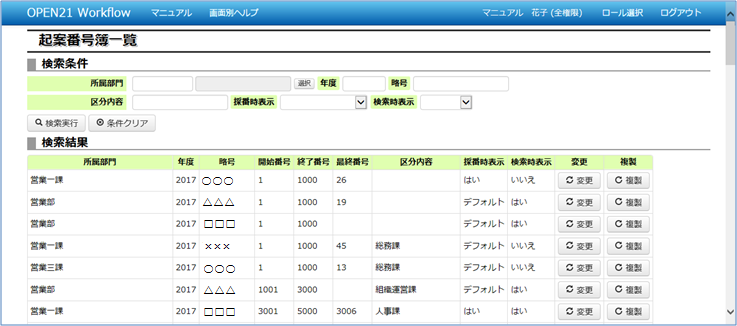 OPEN21 Workflow マニュアル 画面別ヘルプ マニュアル 花子 (全権限) ロール選択 ログアウト
起案番号簿一覧
検索条件
所属部門 選択 年度 略号
区分内容 採番時表示 検索時表示
検索実行 条件クリア
検索結果
所属部門 年度 略号 開始番号 終了番号 最終番号 区分内容 採番時表示 検索時表示 変更 複製
営業一課 2017 ○○○ 1 1000 26 はい いいえ 変更 複製
営業部 2017 △△△ 1 1000 19 デフォルト はい 変更 複製
営業部 2017 □□□ 1 1000 デフォルト はい 変更 複製
営業一課 2017 ××× 1 1000 45 総務課 デフォルト いいえ 変更 複製
営業三課 2017 ○○○ 1 1000 13 総務課 デフォルト いいえ 変更 複製
営業部 2017 △△△ 1001 3000 組織運営課 デフォルト はい 変更 複製
営業一課 2017 □□□ 3001 5000 3006 人事課 はい はい 変更 複製